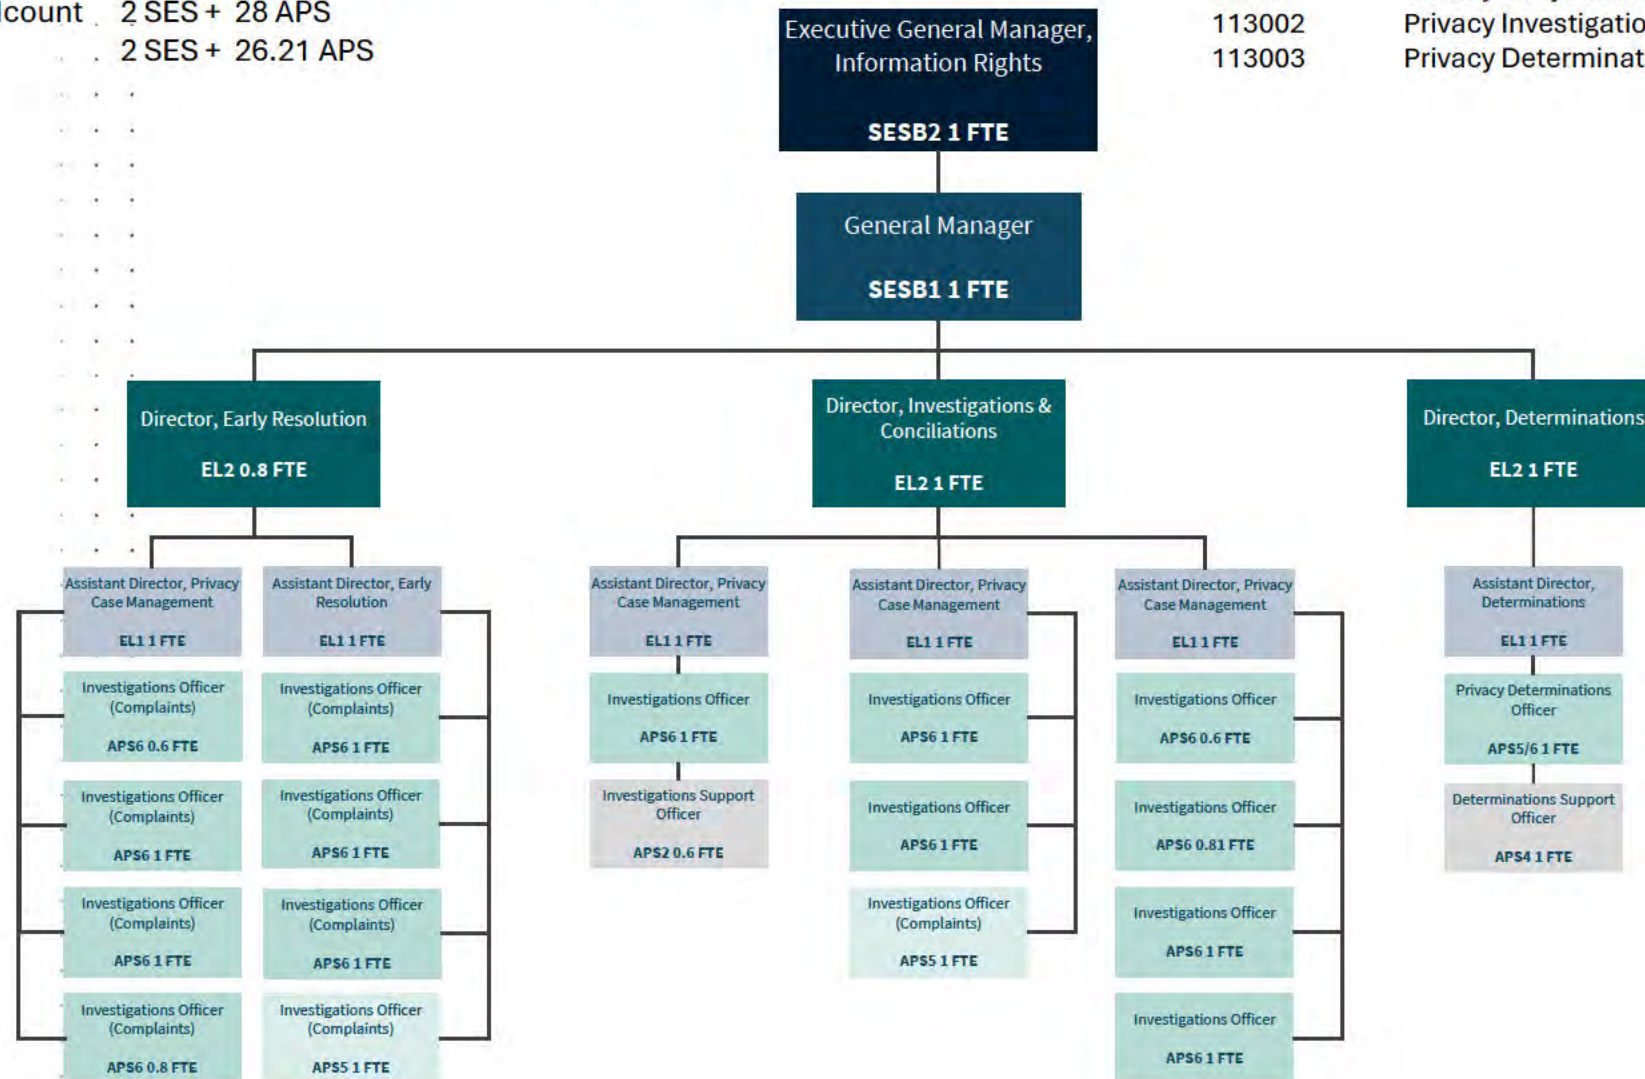 2 SES + 28 APS
2 SES + 26.21 APS
113002 Privacy
113003 Privacy
Executive General Manager,
Information Rights
SESB2 1 FTE
General Manager
SESB1 1 FTE
Director, Early Resolution
EL2 0.8 FTE
Director, Investigations &
Conciliations
EL2 1 FTE
Director, Determinations
EL2 1 FTE
Assistant Director, Privacy
Case Management
EL1 1 FTE
Investigations Officer
(Complaints)
APS6 0.6 FTE
Investigations Officer
(Complaints)
APS6 1 FTE
Investigations Officer
(Complaints)
APS6 1 FTE
Investigations Officer
(Complaints)
APS6 0.8 FTE
Assistant Director, Early
Resolution
EL1 1 FTE
Investigations Officer
(Complaints)
APS6 1 FTE
Investigations Officer
(Complaints)
APS6 1 FTE
Investigations Officer
(Complaints)
APS6 1 FTE
Investigations Officer
(Complaints)
APS5 1 FTE
Assistant Director, Privacy
Case Management
EL1 1 FTE
Investigations Officer
APS6 1 FTE
Investigations Support
Officer
APS2 0.6 FTE
Assistant Director, Privacy
Case Management
EL1 1 FTE
Investigations Officer
APS6 1 FTE
Investigations Officer
APS6 1 FTE
Investigations Officer
(Complaints)
APS5 1 FTE
Assistant Director, Privacy
Case Management
EL1 1 FTE
Investigations Officer
APS6 0.6 FTE
Investigations Officer
APS6 0.81 FTE
Investigations Officer
APS6 1 FTE
Investigations Officer
APS6 1 FTE
Assistant Director,
Determinations
EL1 1 FTE
Privacy Determinations
Officer
APS5/6 1 FTE
Determinations Support
Officer
APS4 1 FTE